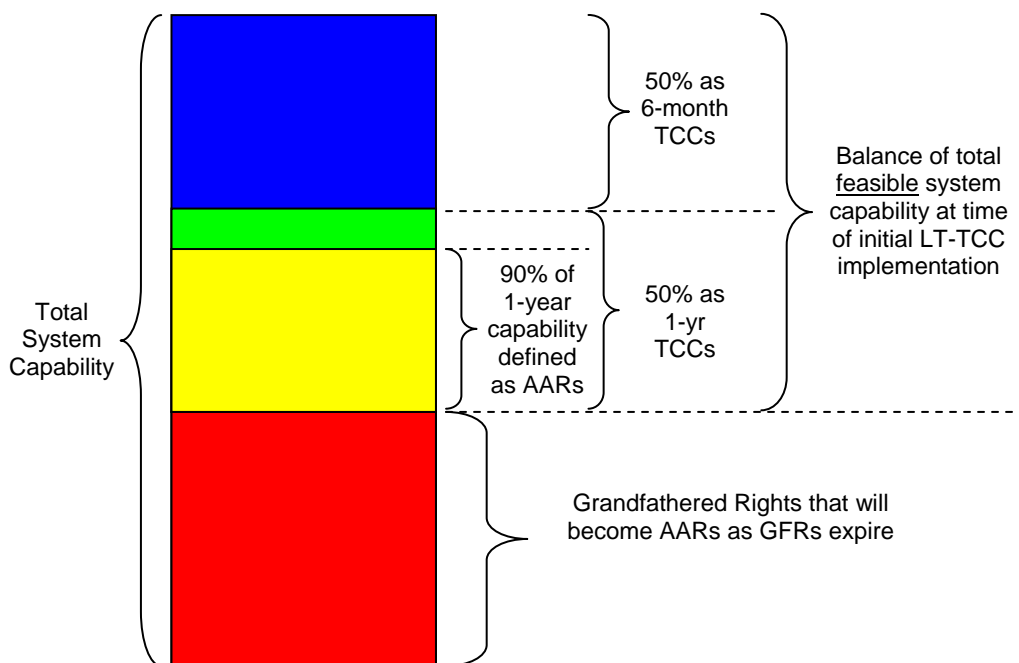 Total
System
Capability
90% of
1-year
capability
defined
as AARs
50% as
6-month
TCCs
50% as
1-yr
TCCs
Balance of total
feasible system
capability at time
of initial LT-TCC
implementation
Grandfathered Rights that will
become AARs as GFRs expire